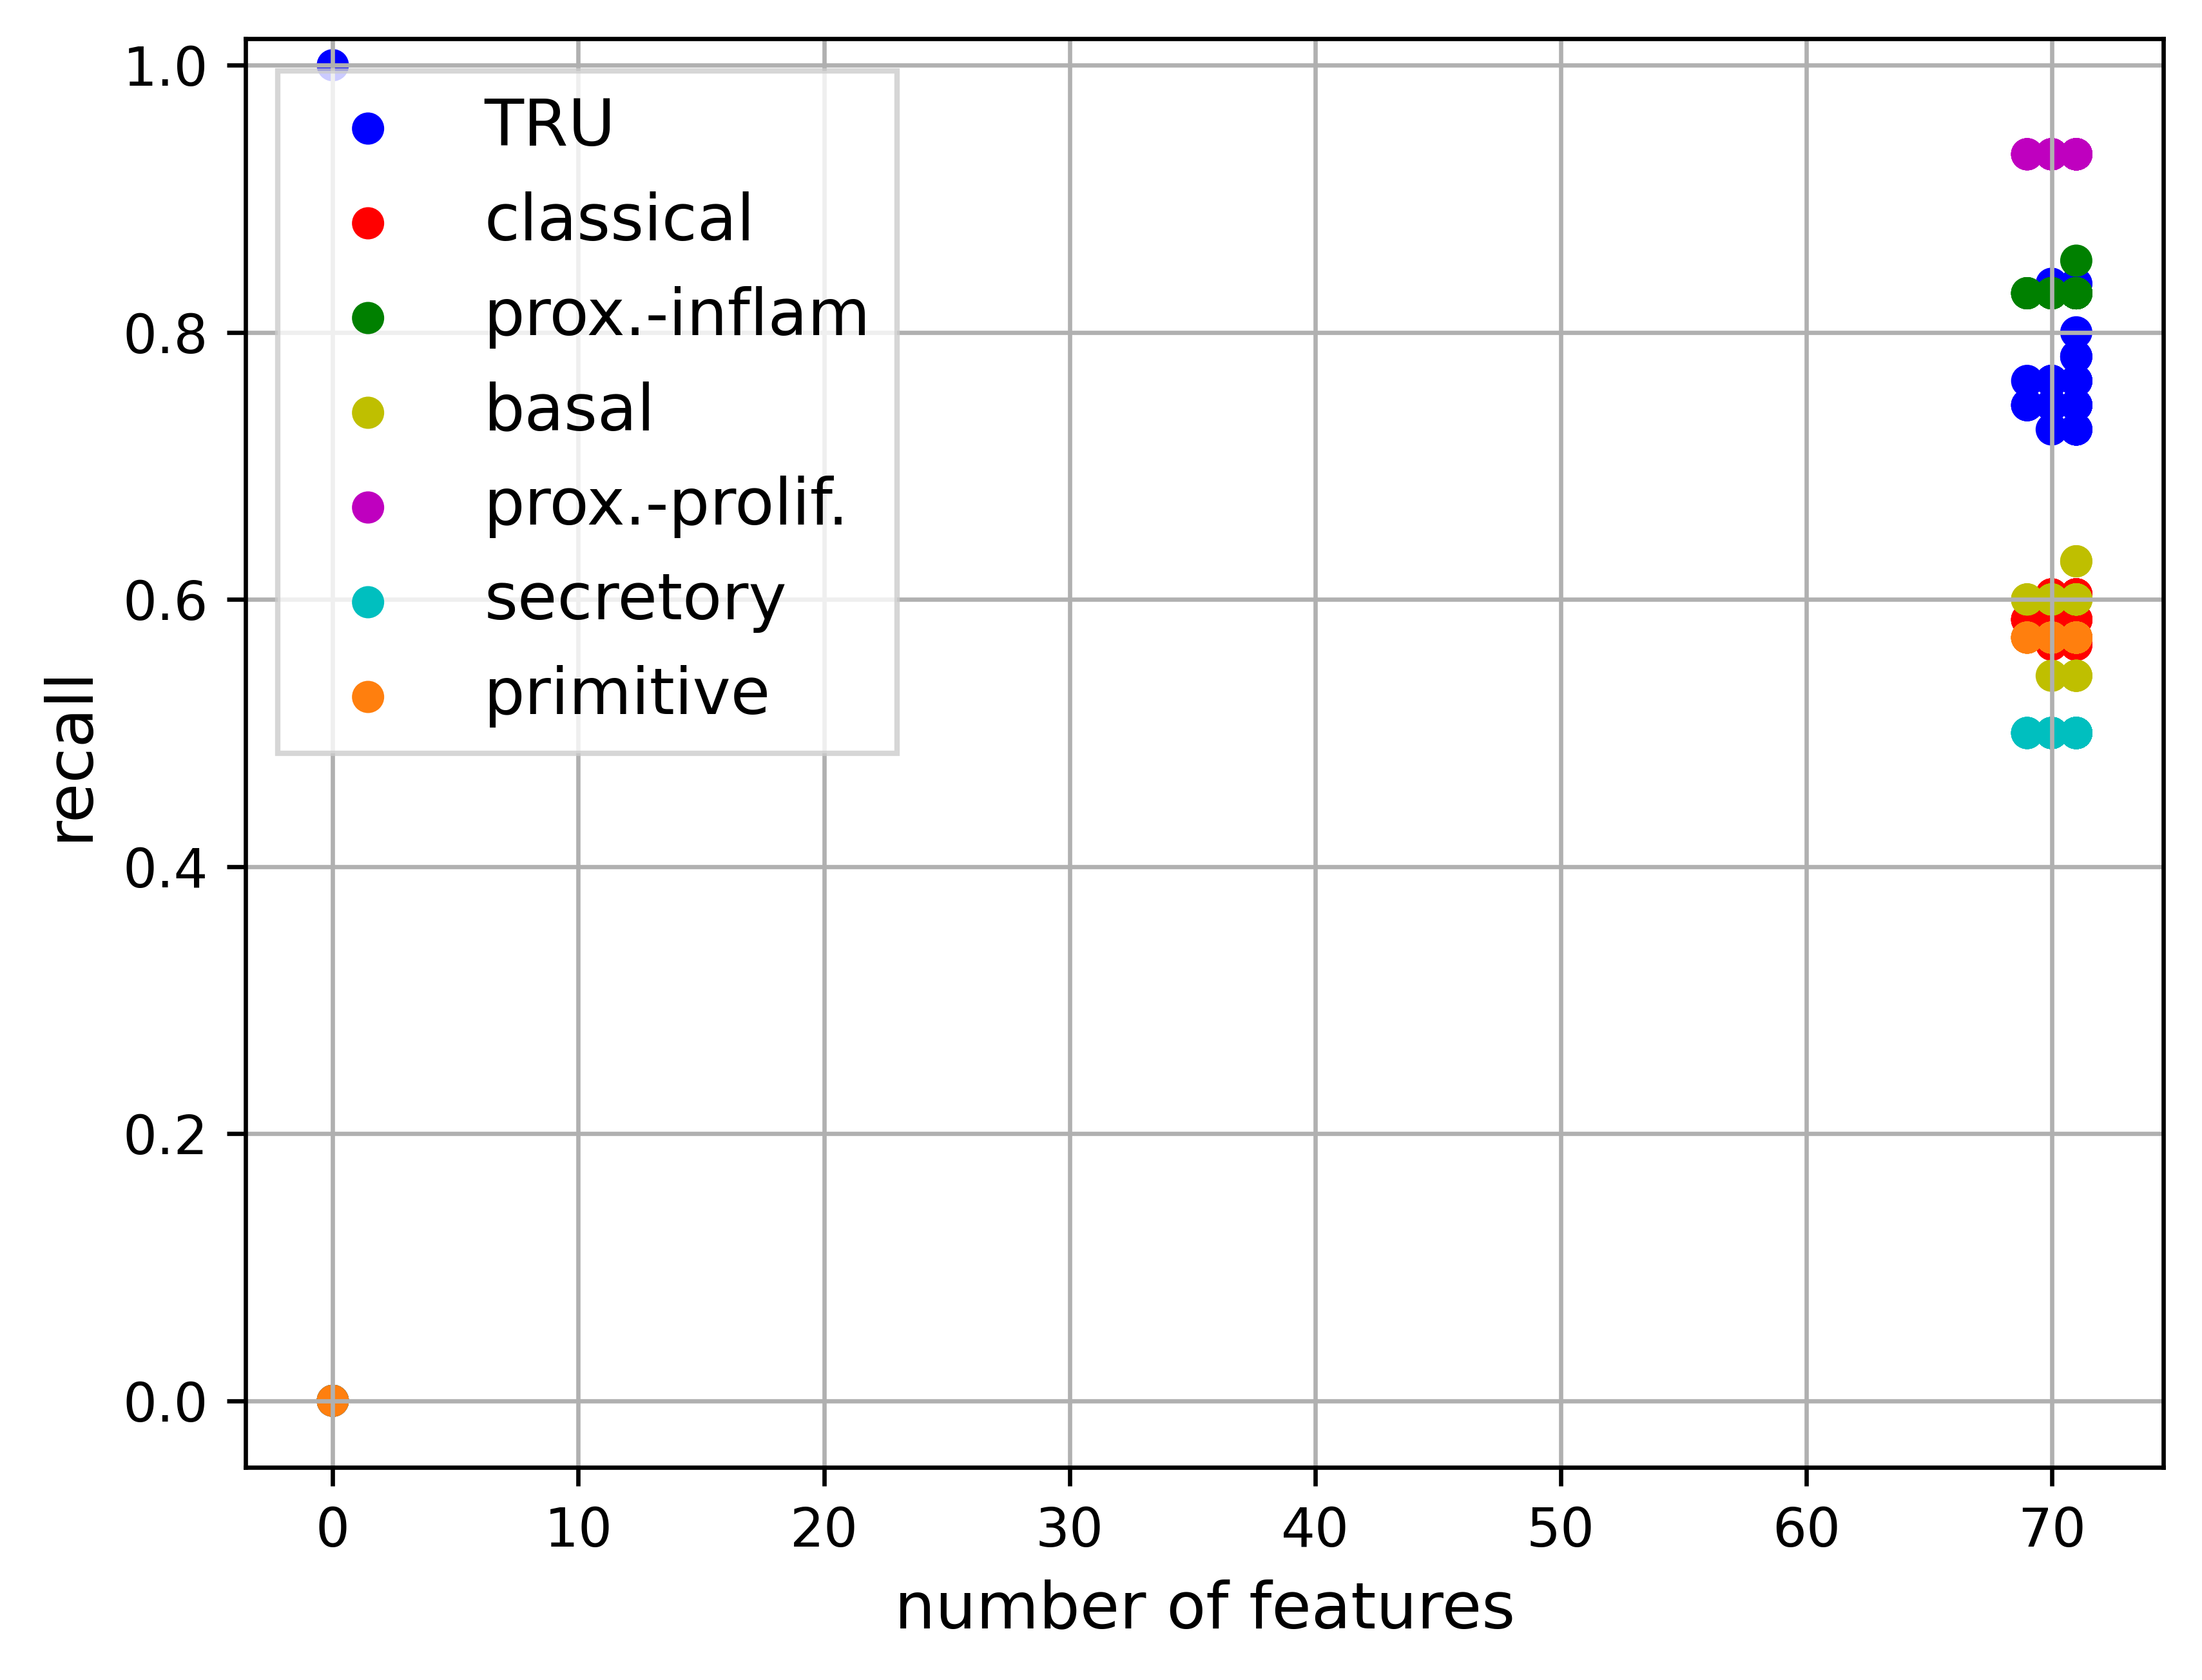 1.0
0.8
0.6
0.4
0.2
0.0
recall
TRU
classical
prox.-inflam
basal
prox.-prolif.
secretory
primitive
0 10 20 30 40 50 60 70
number of features